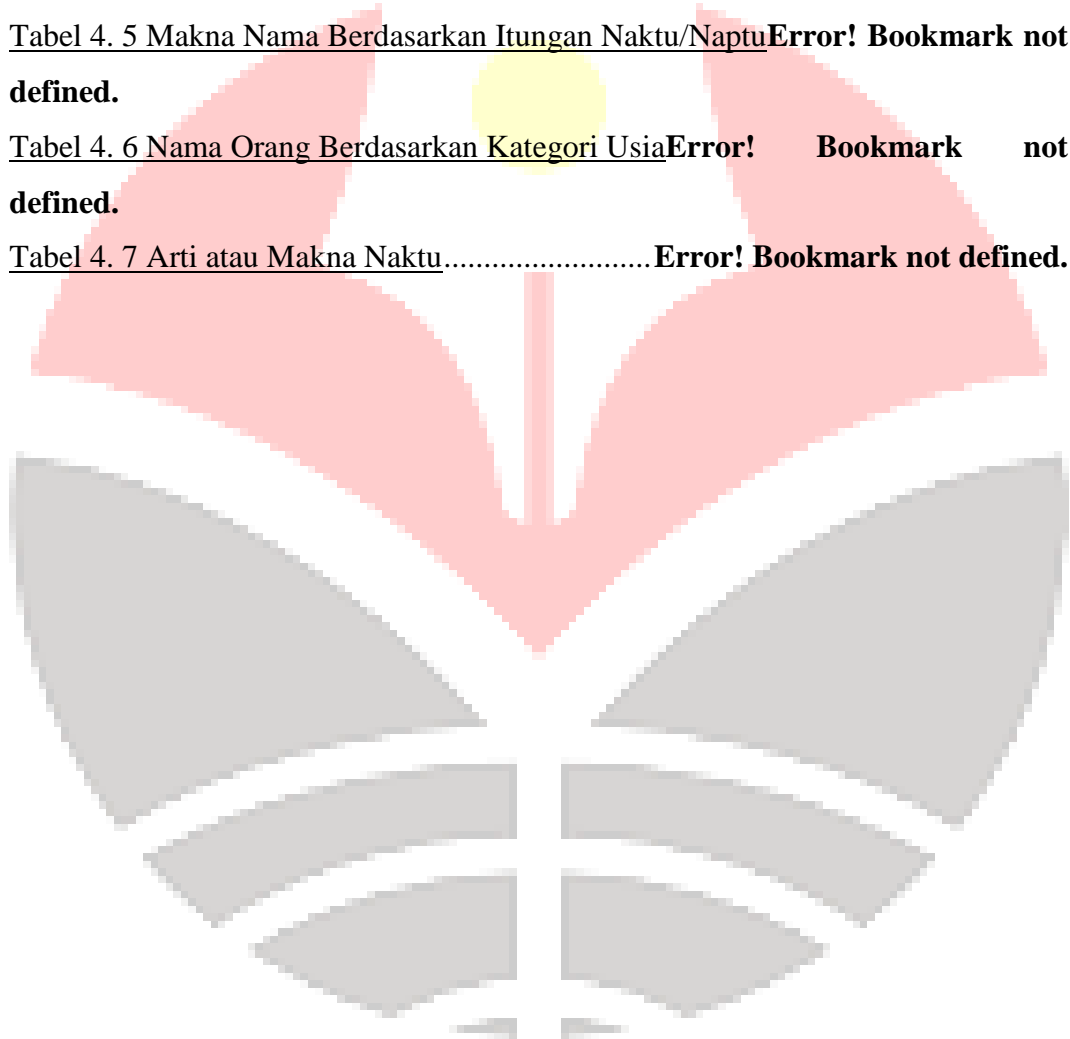 Tabel 4. 5 Makna Nama Berdasarkan Itungan Naktu/NaptuError! Bookmark not
defined.
Tabel 4. 6 Nama Orang Berdasarkan Kategori UsiaError! Bookmark not
defined.
Tabel 4. 7 Arti atau Makna Naktu..........................Error! Bookmark not defined.